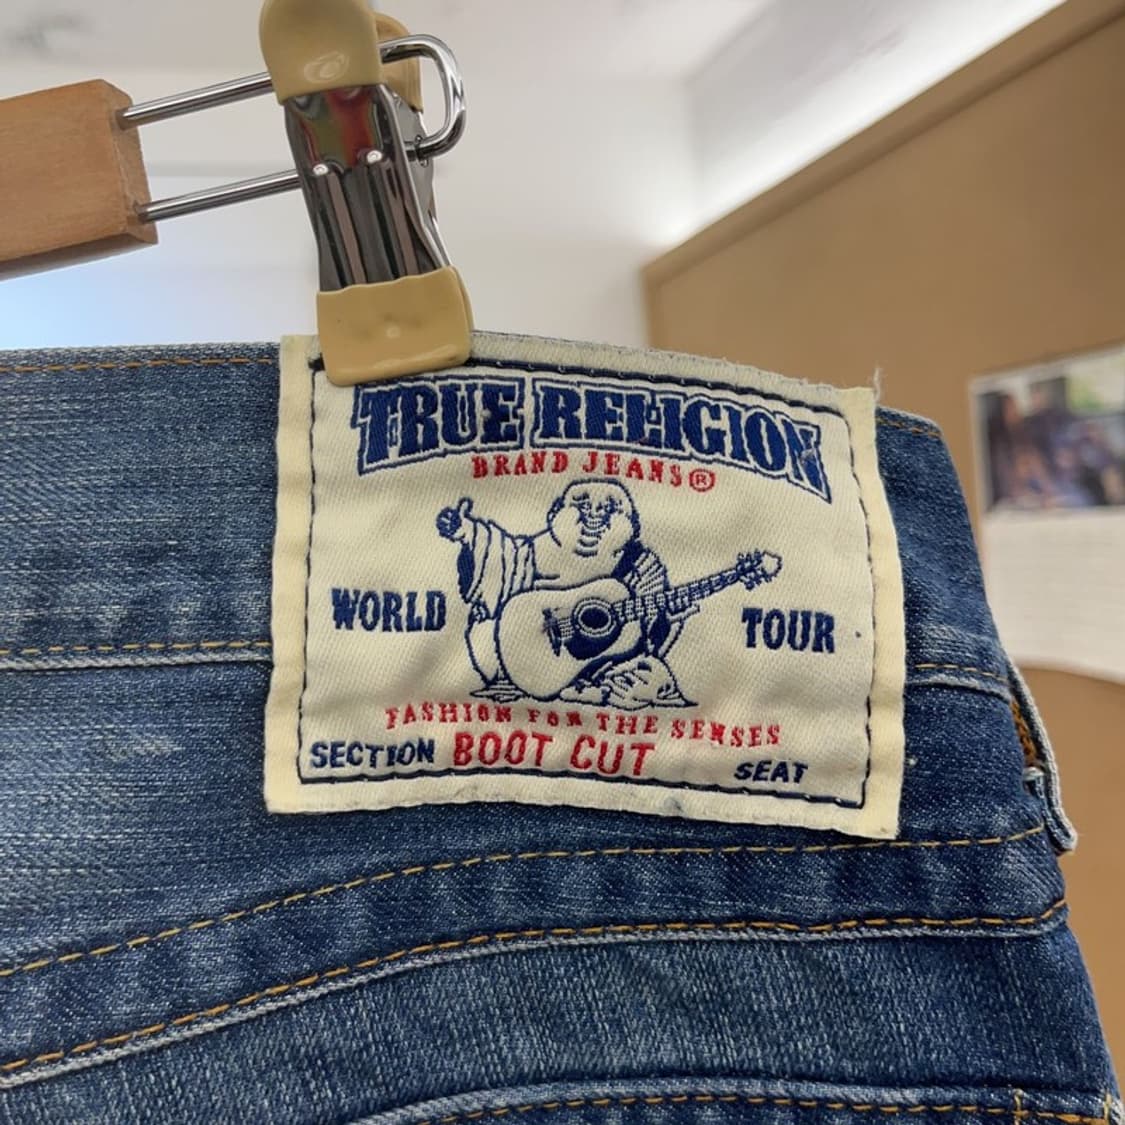 TRUE RELIGION
BRAND JEANS®
WORLD TOUR
FASHION FOR THE SENSES
SECTION BOOT CUT SEAT